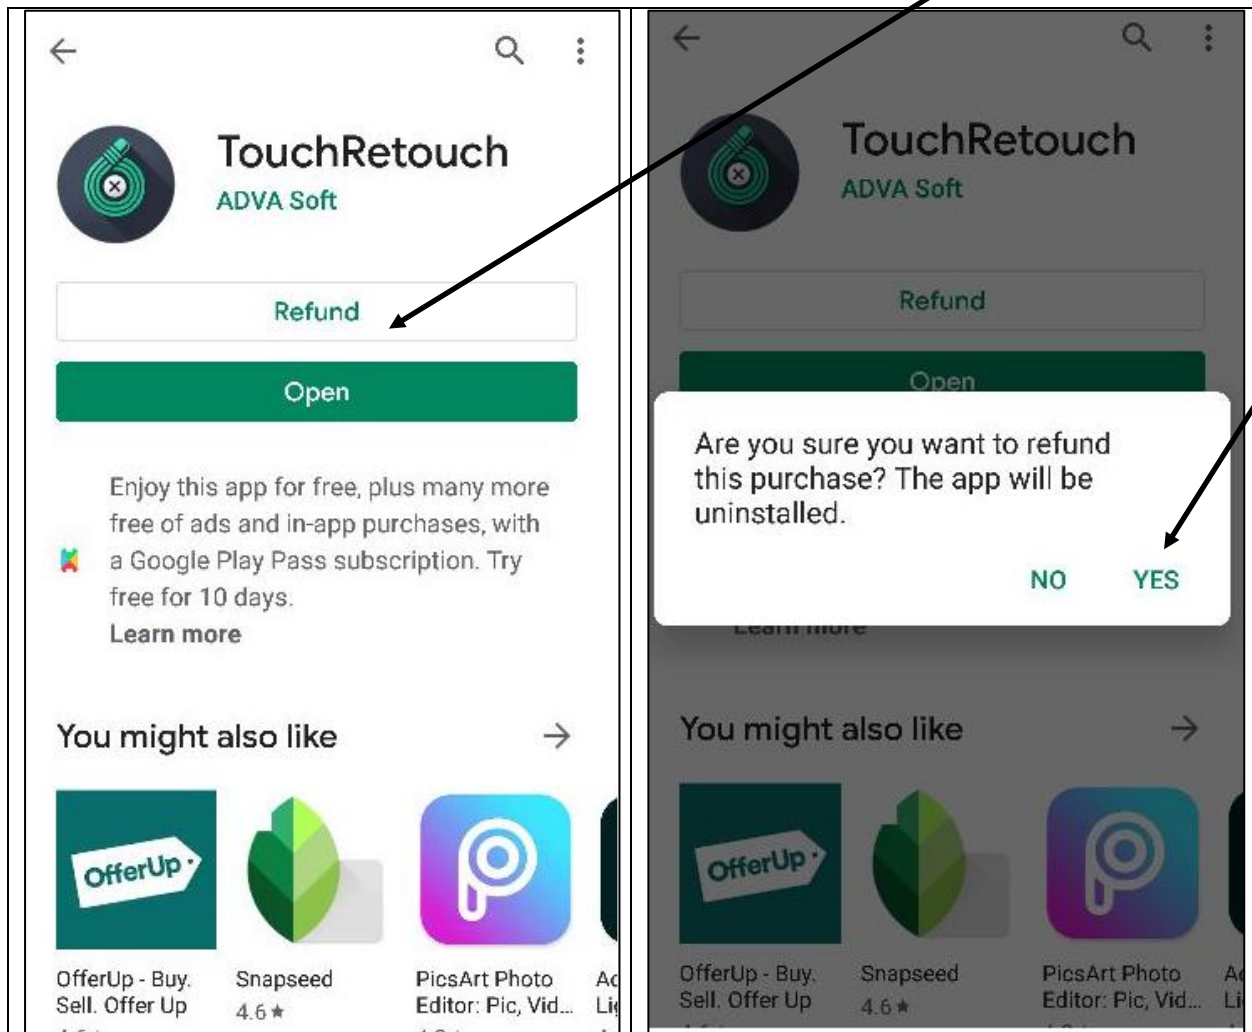 TouchRetouch
ADVA Soft
Refund
Open
Enjoy this app for free, plus many more
free of ads and in-app purchases, with
a Google Play Pass subscription. Try
free for 10 days.
Learn more
You might also like
OfferUp
OfferUp - Buy.
Sell. Offer Up
Snapseed
4.6★
PicsArt Photo
Editor: Pic, Vid...
TouchRetouch
ADVA Soft
Refund
Open
Are you sure you want to refund
this purchase? The app will be
uninstalled.
NO
YES
Learn more
You might also like
OfferUp
OfferUp - Buy.
Sell. Offer Up
Snapseed
4.6★
PicsArt Photo
Editor: Pic, Vid...